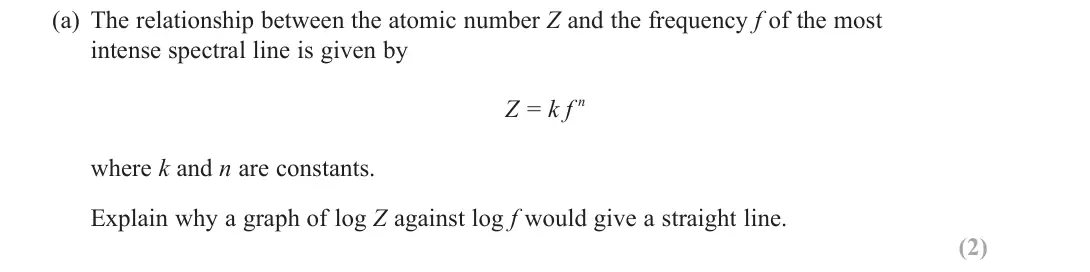 (a) The relationship between the atomic number Z and the frequency f of the most
intense spectral line is given by
Z = k fⁿ
where k and n are constants.
Explain why a graph of log Z against log f would give a straight line.
(2)